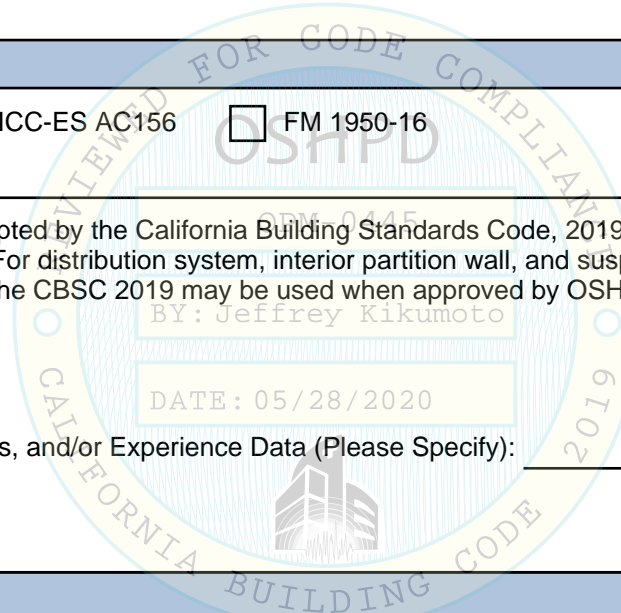 REVIEWED FOR CODE COMPLIANCE
ICC-ES AC156 FM 1950-16
OSHPD
OPM-0445
pted by the California Building Standards Code, 2019
For distribution system, interior partition wall, and susp
he CBSC 2019 may be used when approved by OSH
BY: Jeffrey Kikumoto
DATE: 05/28/2020
s, and/or Experience Data (Please Specify):
CALIFORNIA BUILDING CODE 2019